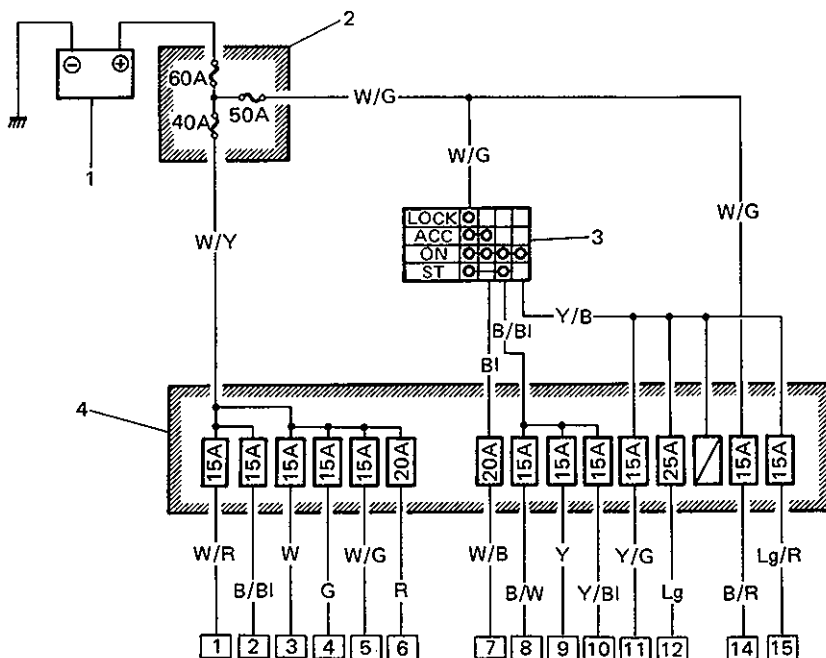 2
60A
W/G
40A
50A
1
W/G
LOCK
W/G
ACC
3
W/Y
ON
ST
Y/B
B/Bl
Bl
4
15A 15A 15A 15A 15A 20A 20A 15A 15A 15A 15A 25A 15A 15A
W/R W W/G W/B Y Y/G Lg/R
B/Bl G R B/W Y/Bl Lg B/R
1 2 3 4 5 6 7 8 9 10 11 12 14 15